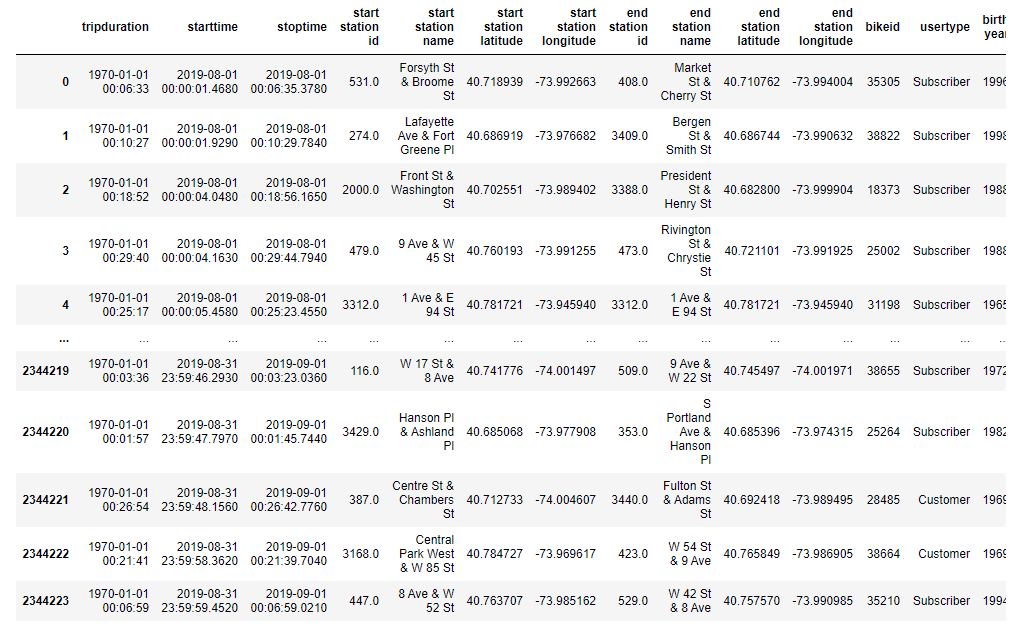 tripduration starttime stoptime start station id start station name start station latitude start station longitude end station id end station name end station latitude end station longitude bikeid usertype birth year
0 1970-01-01 00:06:33 2019-08-01 00:00:01.4680 2019-08-01 00:06:35.3780 531.0 Forsyth St & Broome St 40.718939 -73.992663 408.0 Market St & Cherry St 40.710762 -73.994004 35305 Subscriber 1996
1 1970-01-01 00:10:27 2019-08-01 00:00:01.9290 2019-08-01 00:10:29.7840 274.0 Lafayette Ave & Fort Greene Pl 40.686919 -73.976682 3409.0 Bergen St & Smith St 40.686744 -73.990632 38822 Subscriber 1998
2 1970-01-01 00:18:52 2019-08-01 00:00:04.0480 2019-08-01 00:18:56.1650 2000.0 Front St & Washington St 40.702551 -73.989402 3388.0 President St & Henry St 40.682800 -73.999904 18373 Subscriber 1988
3 1970-01-01 00:29:40 2019-08-01 00:00:04.1630 2019-08-01 00:29:44.7940 479.0 9 Ave & W 45 St 40.760193 -73.991255 473.0 Rivington St & Chrystie St 40.721101 -73.991925 25002 Subscriber 1988
4 1970-01-01 00:25:17 2019-08-01 00:00:05.4580 2019-08-01 00:25:23.4550 3312.0 1 Ave & E 94 St 40.781721 -73.945940 3312.0 1 Ave & E 94 St 40.781721 -73.945940 31198 Subscriber 1965
... ... ... ... ... ... ... ... ... ... ... ... ... ... ...
2344219 1970-01-01 00:03:36 2019-08-31 23:59:46.2930 2019-09-01 00:03:23.0360 116.0 W 17 St & 8 Ave 40.741776 -74.001497 509.0 9 Ave & W 22 St 40.745497 -74.001971 38655 Subscriber 1972
2344220 1970-01-01 00:01:57 2019-08-31 23:59:47.7970 2019-09-01 00:01:45.7440 3429.0 Hanson Pl & Ashland Pl 40.685068 -73.977908 353.0 S Portland Ave & Hanson Pl 40.685396 -73.974315 25264 Subscriber 1982
2344221 1970-01-01 00:26:54 2019-08-31 23:59:48.1560 2019-09-01 00:26:42.7760 387.0 Centre St & Chambers St 40.712733 -74.004607 3440.0 Fulton St & Adams St 40.692418 -73.989495 28485 Customer 1969
2344222 1970-01-01 00:21:41 2019-08-31 23:59:58.3620 2019-09-01 00:21:39.7040 3168.0 Central Park West & W 85 St 40.784727 -73.969617 423.0 W 54 St & 9 Ave 40.765849 -73.986905 38664 Customer 1969
2344223 1970-01-01 00:06:59 2019-08-31 23:59:59.4520 2019-09-01 00:06:59.0210 447.0 8 Ave & W 52 St 40.763707 -73.985162 529.0 W 42 St & 8 Ave 40.757570 -73.990985 35210 Subscriber 1994